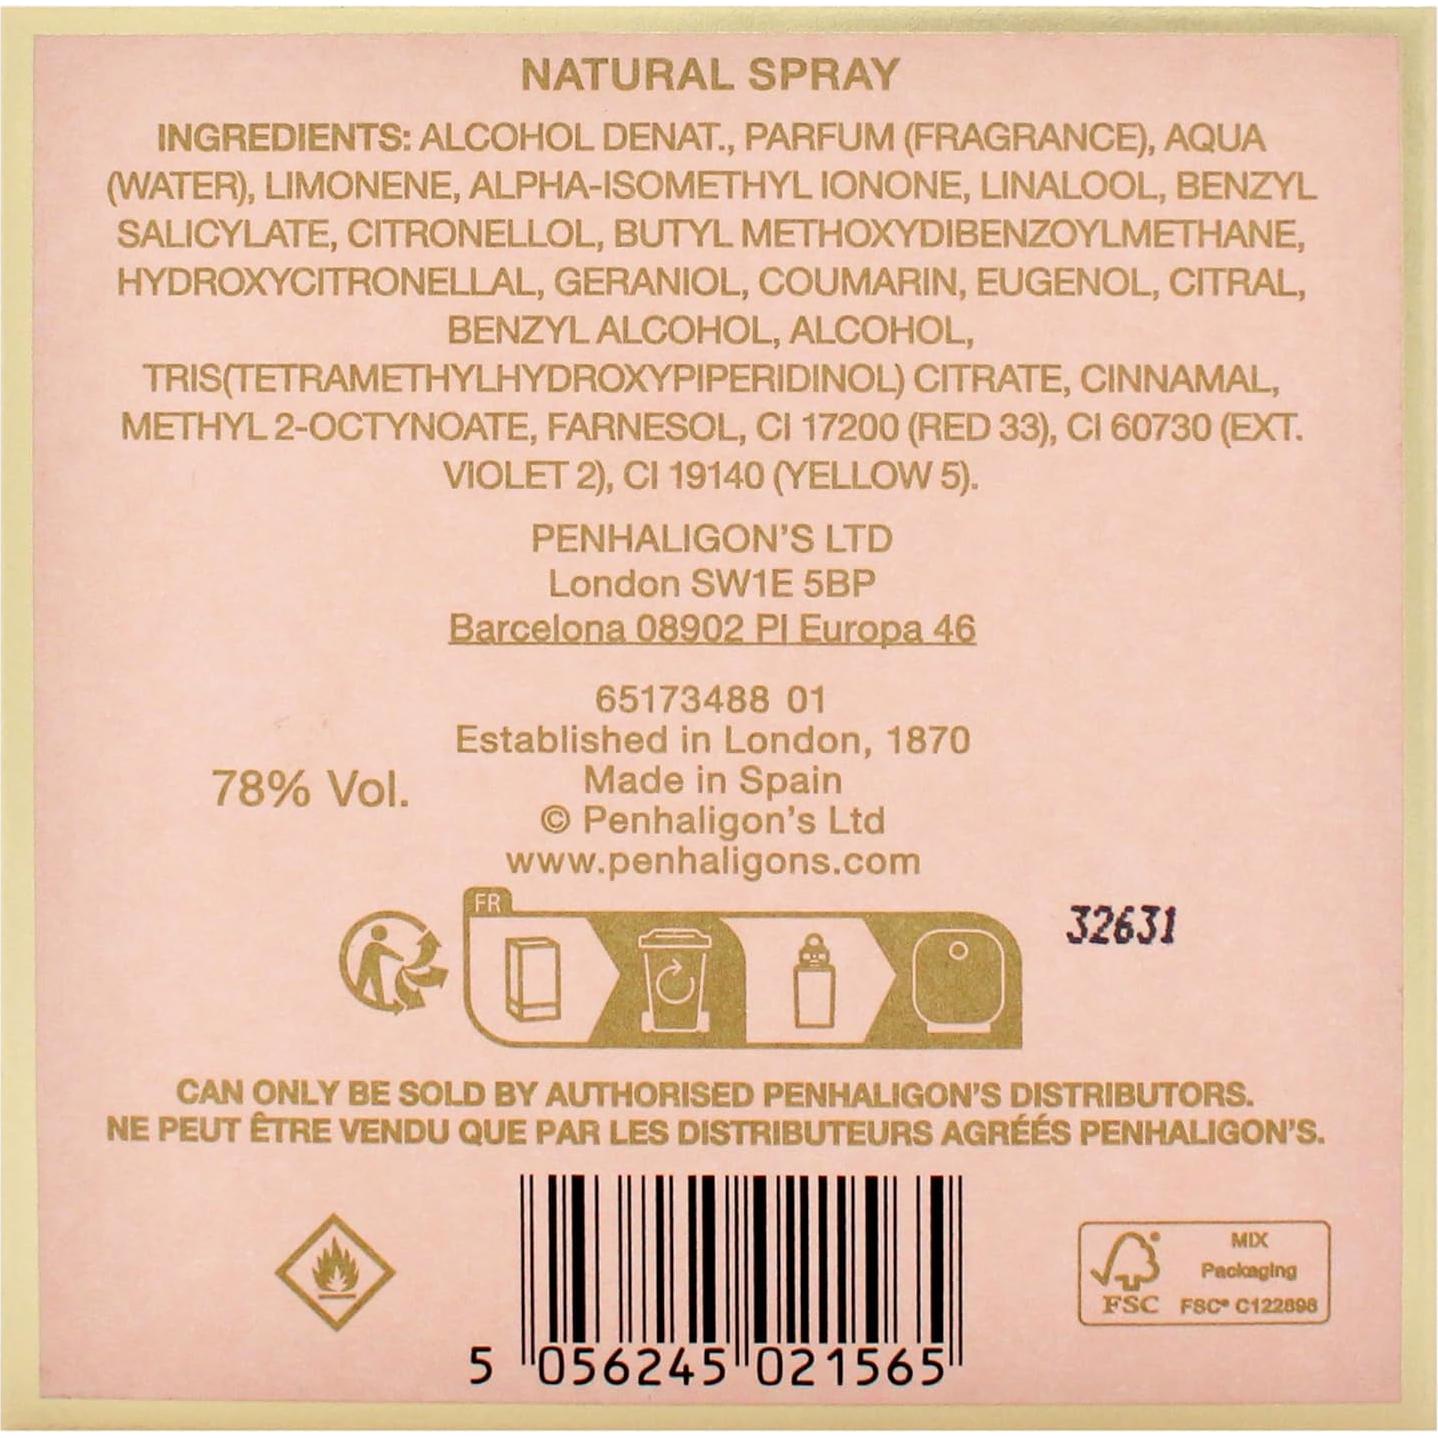 NATURAL SPRAY
INGREDIENTS: ALCOHOL DENAT., PARFUM (FRAGRANCE), AQUA
(WATER), LIMONENE, ALPHA-ISOMETHYL IONONE, LINALOOL, BENZYL
SALICYLATE, CITRONELLOL, BUTYL METHOXYDIBENZOYLMETHANE,
HYDROXYCITRONELLAL, GERANIOL, COUMARIN, EUGENOL, CITRAL,
BENZYL ALCOHOL, ALCOHOL,
TRIS(TETRAMETHYLHYDROXYPIPERIDINOL) CITRATE, CINNAMAL,
METHYL 2-OCTYNOATE, FARNESOL, CI 17200 (RED 33), CI 60730 (EXT.
VIOLET 2), CI 19140 (YELLOW 5).
PENHALIGON'S LTD
London SW1E 5BP
Barcelona 08902 Pl Europa 46
65173488 01
Established in London, 1870
78% Vol.
Made in Spain
© Penhaligon's Ltd
www.penhaligons.com
FR
32631
CAN ONLY BE SOLD BY AUTHORISED PENHALIGON'S DISTRIBUTORS.
NE PEUT ÊTRE VENDU QUE PAR LES DISTRIBUTEURS AGRÉÉS PENHALIGON'S.
MIX
Packaging
FSC FSC® C122898
5 056245 021565